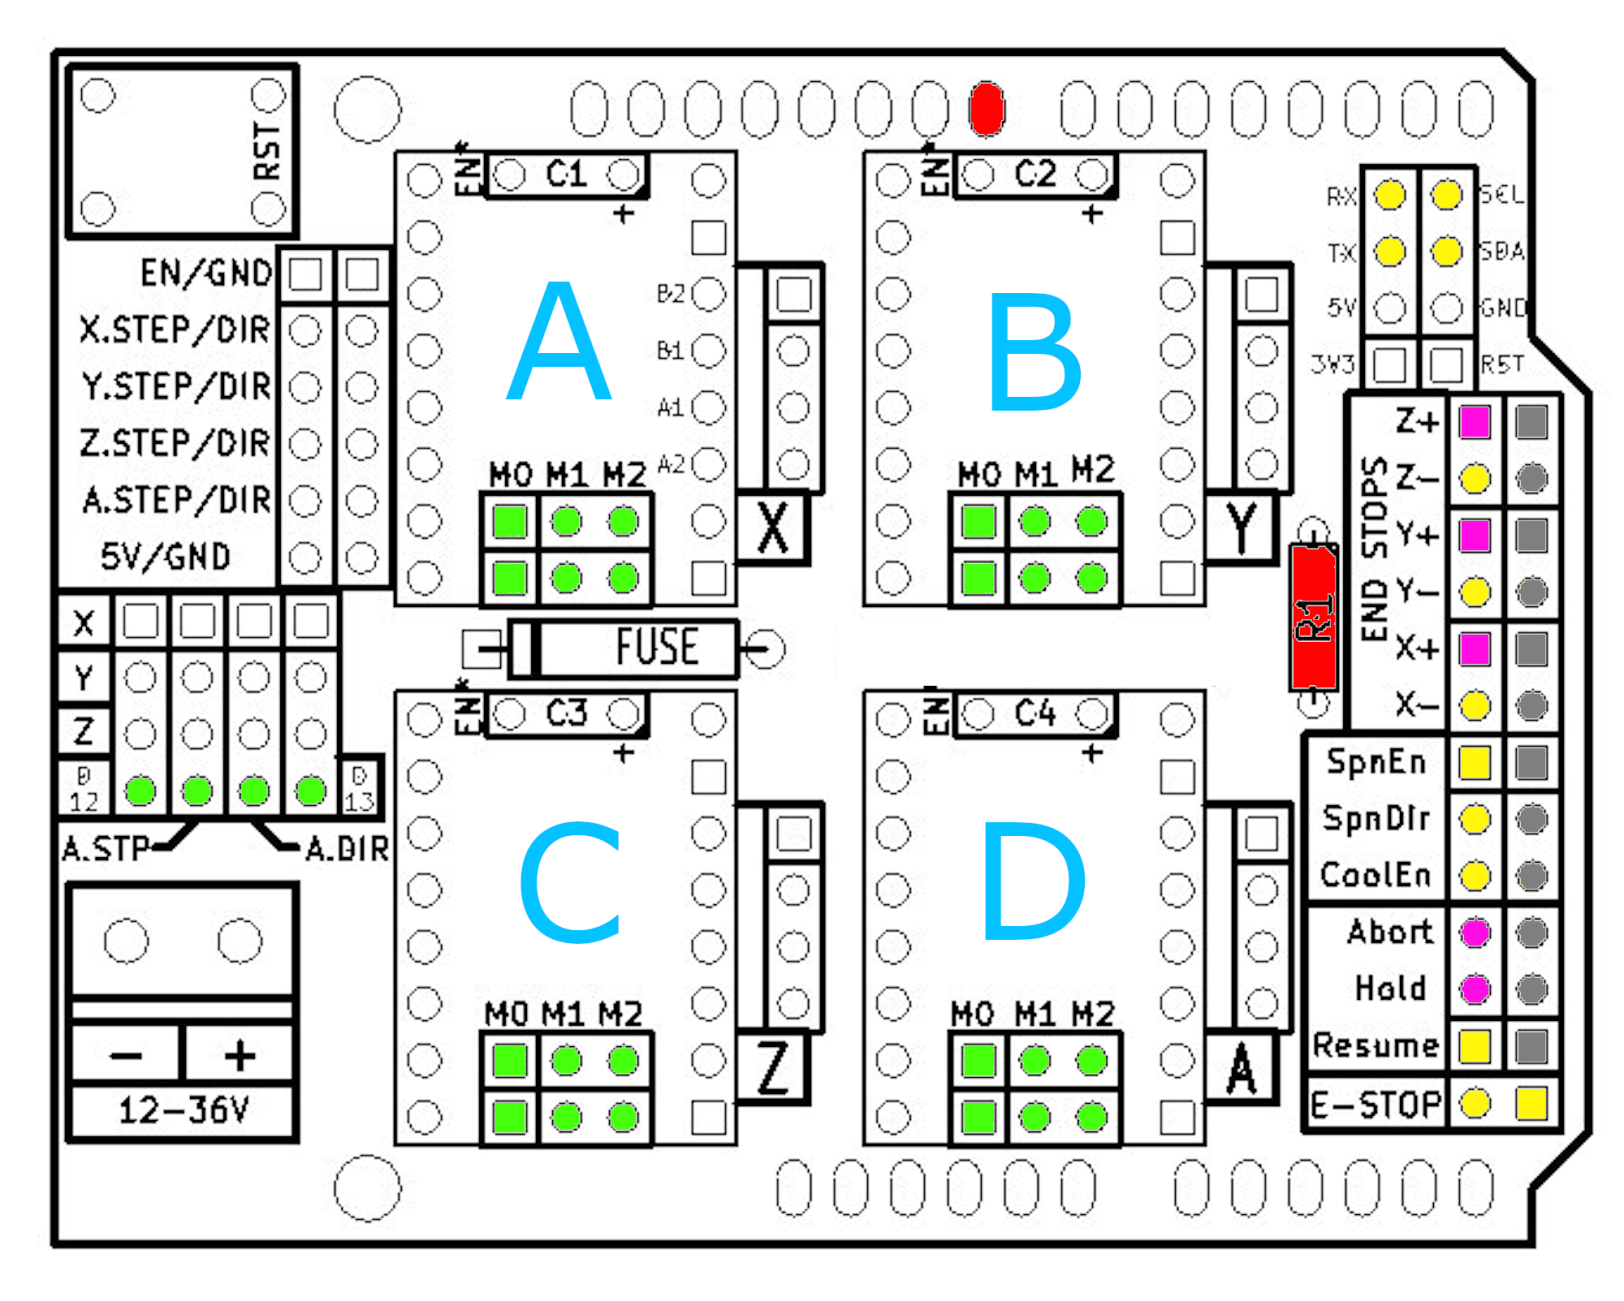 RST
EN/GND
X.STEP/DIR
Y.STEP/DIR
Z.STEP/DIR
A.STEP/DIR
5V/GND
X
Y
Z
D
12
D
13
A.STP
A.DIR
- +
12-36V
EN*
C1
+
A
B2
B1
A1
A2
M0 M1 M2
X
EN*
C2
+
B
M0 M1 M2
Y
FUSE
EN*
C3
+
C
M0 M1 M2
Z
EN
C4
+
D
M0 M1 M2
A
R1
RX SCL
TX SDA
5V GND
3V3 RST
END STOPS
Z+
Z-
Y+
Y-
X+
X-
SpnEn
SpnDir
CoolEn
Abort
Hold
Resume
E-STOP